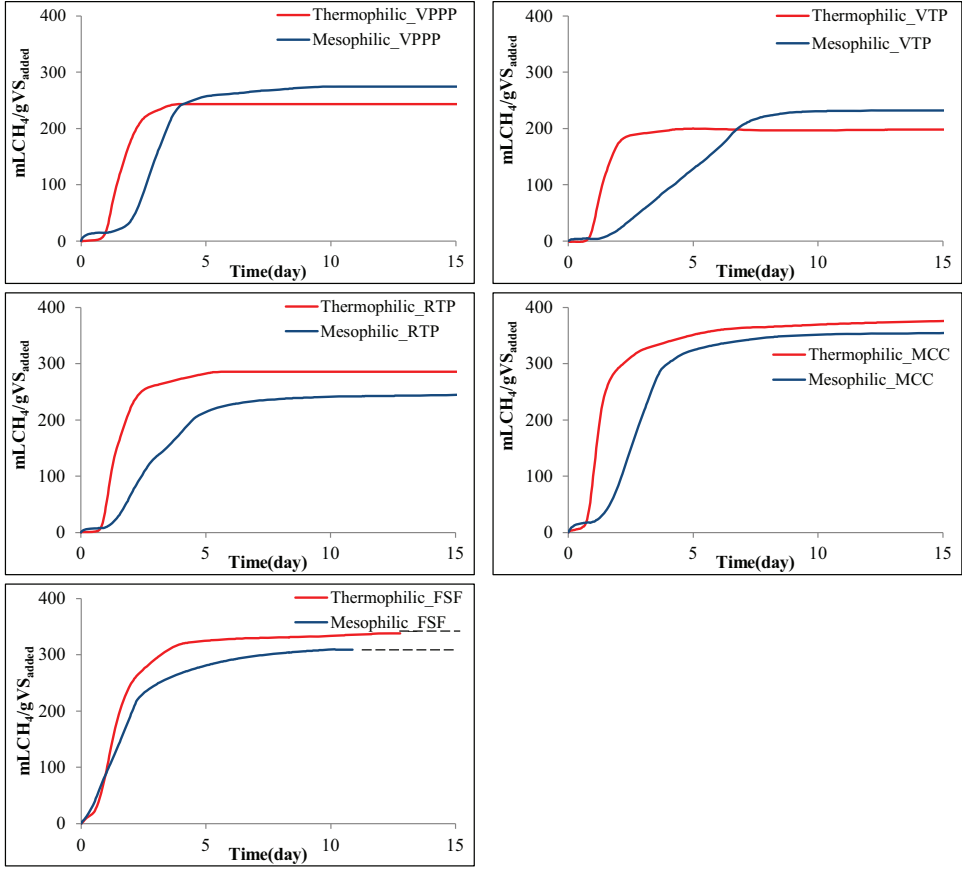 mLCH4/gVSadded
400
300
200
100
0
Thermophilic_VPPP
Mesophilic_VPPP
0 5 10 15
Time(day)
mLCH4/gVSadded
400
300
200
100
0
Thermophilic_VTP
Mesophilic_VTP
0 5 10 15
Time(day)
mLCH4/gVSadded
400
300
200
100
0
Thermophilic_RTP
Mesophilic_RTP
0 5 10 15
Time(day)
mLCH4/gVSadded
400
300
200
100
0
Thermophilic_MCC
Mesophilic_MCC
0 5 10 15
Time(day)
mLCH4/gVSadded
400
300
200
100
0
Thermophilic_FSF
Mesophilic_FSF
0 5 10 15
Time(day)